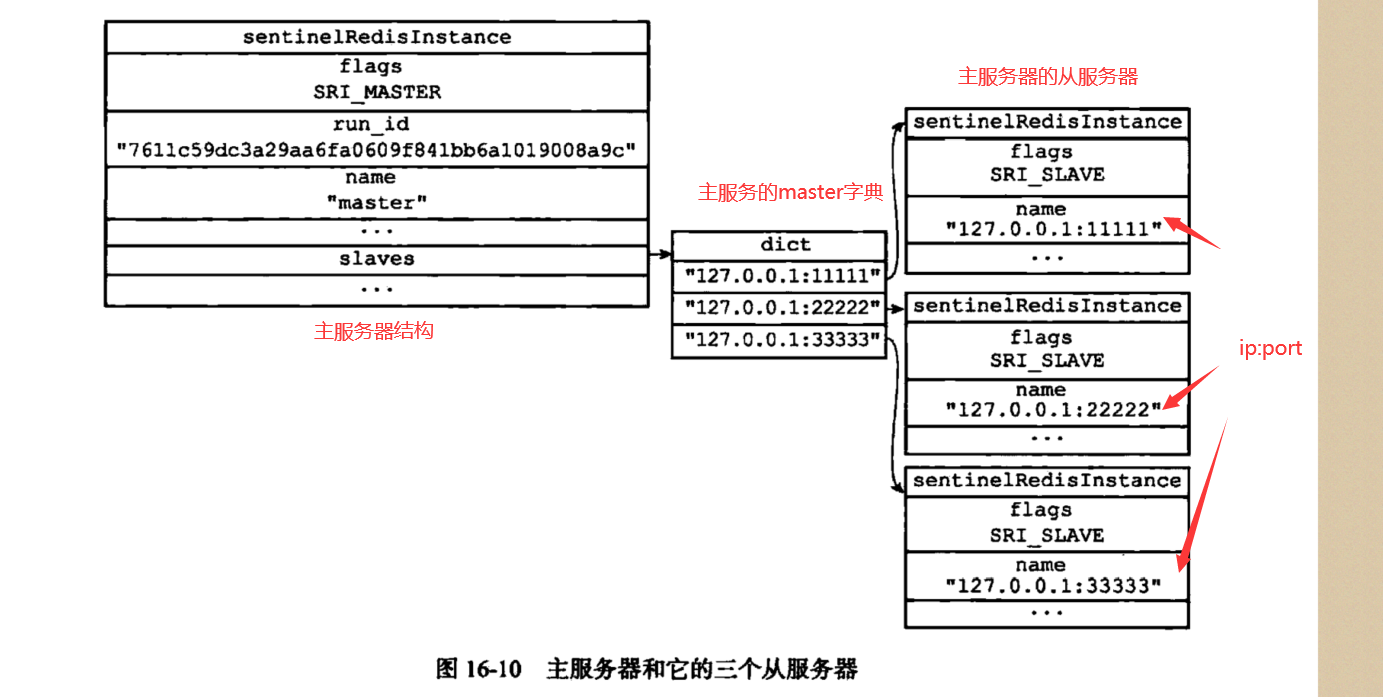 sentinelRedisInstance
flags
SRI_MASTER
run_id
"7611c59dc3a29aa6fa0609f841bb6a1019008a9c"
name
"master"
...
slaves
...
主服务器结构
主服务的master字典
dict
"127.0.0.1:11111"
"127.0.0.1:22222"
"127.0.0.1:33333"
主服务器的从服务器
sentinelRedisInstance
flags
SRI_SLAVE
name
"127.0.0.1:11111"
...
sentinelRedisInstance
flags
SRI_SLAVE
name
"127.0.0.1:22222"
...
sentinelRedisInstance
flags
SRI_SLAVE
name
"127.0.0.1:33333"
...
ip:port
图 16-10 主服务器和它的三个从服务器